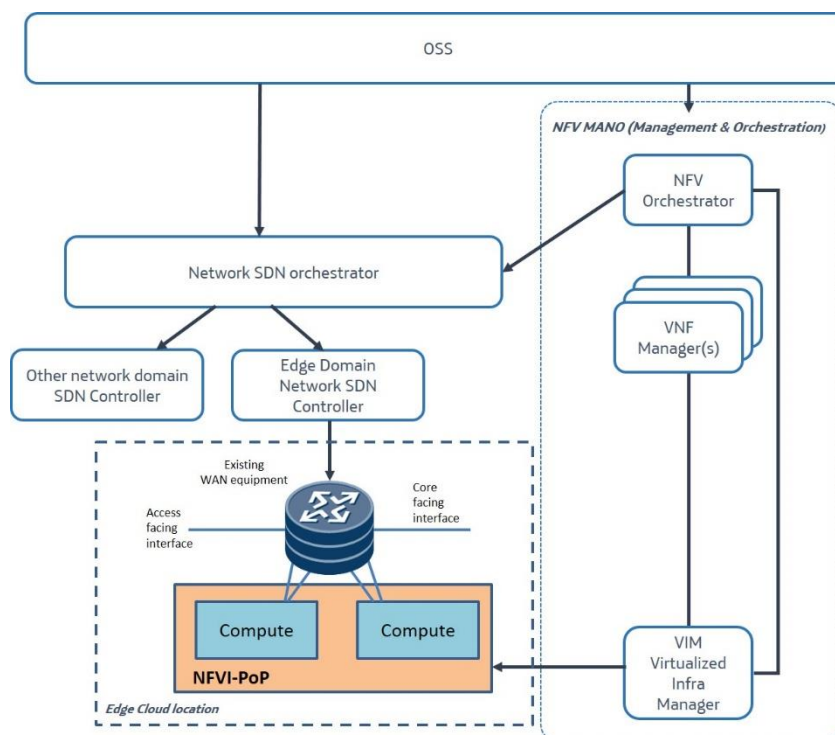 OSS
NFV MANO (Management & Orchestration)
NFV
Orchestrator
Network SDN orchestrator
VNF
Manager(s)
Other network domain
SDN Controller
Edge Domain
Network SDN
Controller
Existing
WAN equipment
Access
facing
interface
Core
facing
interface
Compute
Compute
NFVI-PoP
VIM
Virtualized
Infra
Manager
Edge Cloud location